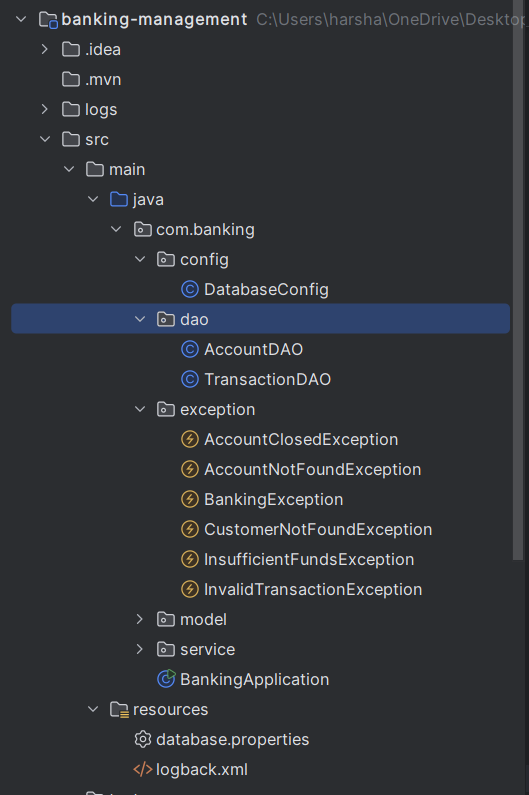 banking-management C:\Users\harsha\OneDrive\Desktop
.idea
.mvn
logs
src
main
java
com.banking
config
DatabaseConfig
dao
AccountDAO
TransactionDAO
exception
AccountClosedException
AccountNotFoundException
BankingException
CustomerNotFoundException
InsufficientFundsException
InvalidTransactionException
model
service
BankingApplication
resources
database.properties
logback.xml